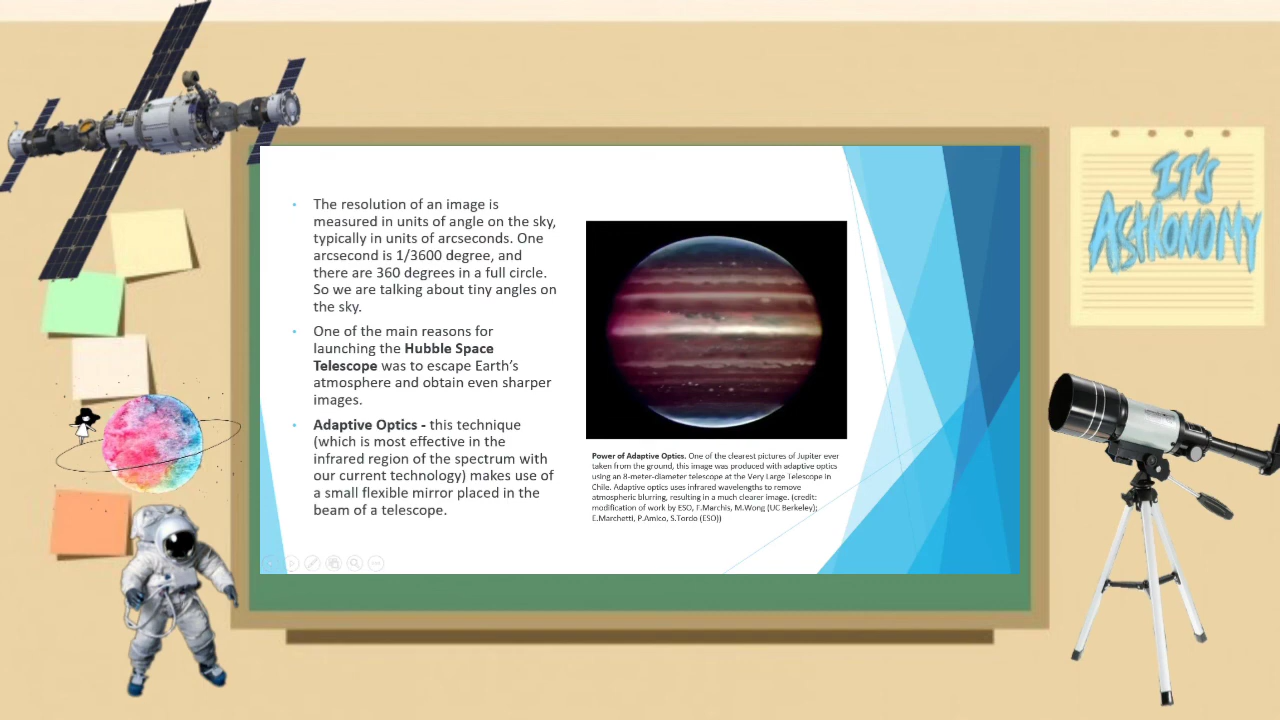 The resolution of an image is
measured in units of angle on the sky,
typically in units of arcseconds. One
arcsecond is 1/3600 degree, and
there are 360 degrees in a full circle.
So we are talking about tiny angles on
the sky.
One of the main reasons for
launching the Hubble Space
Telescope was to escape Earth's
atmosphere and obtain even sharper
images.
Adaptive Optics - this technique
(which is most effective in the
infrared region of the spectrum with
our current technology) makes use of
a small flexible mirror placed in the
beam of a telescope.
Power of Adaptive Optics. One of the clearest pictures of Jupiter ever
taken from the ground, this image was produced with adaptive optics
using an 8-meter-diameter telescope at the Very Large Telescope in
Chile. Adaptive optics uses infrared wavelengths to remove
atmospheric blurring, resulting in a much clearer image. (credit:
modification of work by ESO, F.Marchis, M.Wong (UC Berkeley);
E.Marchetti, P.Amico, S.Tordo (ESO))
IT'S
ASTRONOMY